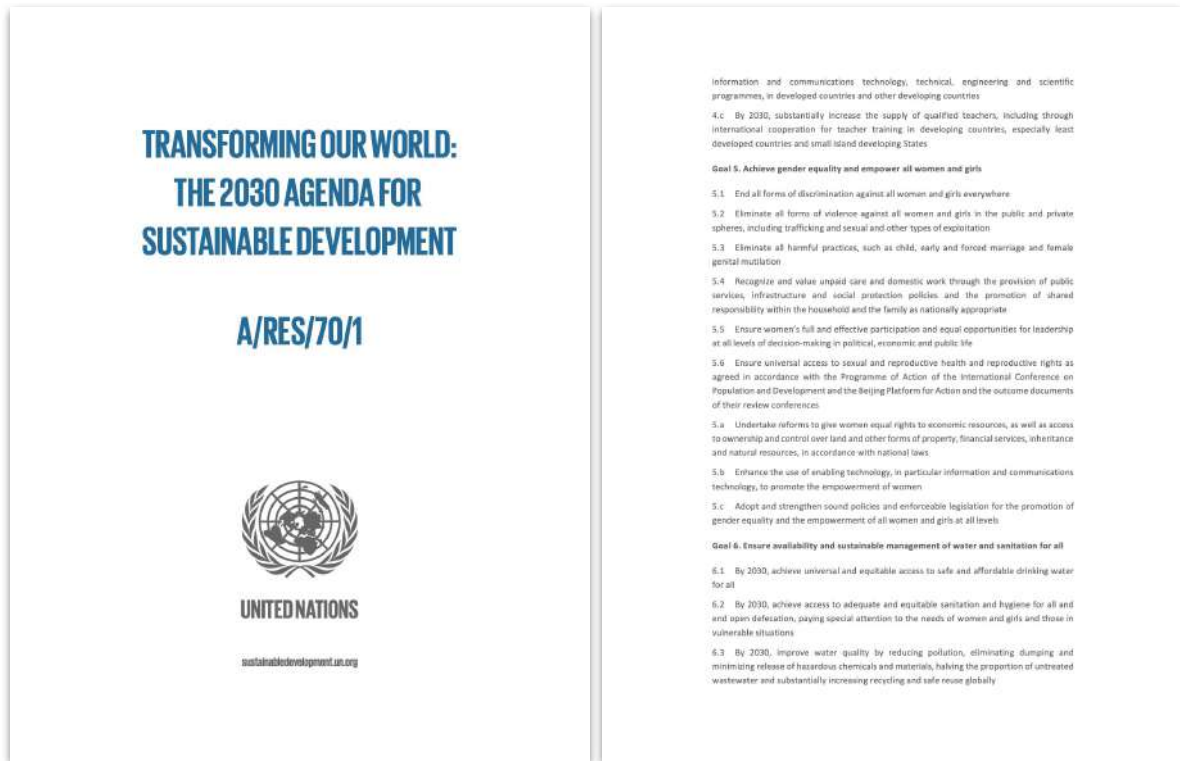 TRANSFORMING OUR WORLD:
THE 2030 AGENDA FOR
SUSTAINABLE DEVELOPMENT
A/RES/70/1
UNITED NATIONS
sustainabledevelopment.un.org
information and communications technology, technical, engineering and scientific
programmes, in developed countries and other developing countries
4.c By 2030, substantially increase the supply of qualified teachers, including through
international cooperation for teacher training in developing countries, especially least
developed countries and small island developing States
Goal 5. Achieve gender equality and empower all women and girls
5.1 End all forms of discrimination against all women and girls everywhere
5.2 Eliminate all forms of violence against all women and girls in the public and private
spheres, including trafficking and sexual and other types of exploitation
5.3 Eliminate all harmful practices, such as child, early and forced marriage and female
genital mutilation
5.4 Recognize and value unpaid care and domestic work through the provision of public
services, infrastructure and social protection policies and the promotion of shared
responsibility within the household and the family as nationally appropriate
5.5 Ensure women's full and effective participation and equal opportunities for leadership
at all levels of decision-making in political, economic and public life
5.6 Ensure universal access to sexual and reproductive health and reproductive rights as
agreed in accordance with the Programme of Action of the International Conference on
Population and Development and the Beijing Platform for Action and the outcome documents
of their review conferences
5.a Undertake reforms to give women equal rights to economic resources, as well as access
to ownership and control over land and other forms of property, financial services, inheritance
and natural resources, in accordance with national laws
5.b Enhance the use of enabling technology, in particular information and communications
technology, to promote the empowerment of women
5.c Adopt and strengthen sound policies and enforceable legislation for the promotion of
gender equality and the empowerment of all women and girls at all levels
Goal 6. Ensure availability and sustainable management of water and sanitation for all
6.1 By 2030, achieve universal and equitable access to safe and affordable drinking water
for all
6.2 By 2030, achieve access to adequate and equitable sanitation and hygiene for all and
end open defecation, paying special attention to the needs of women and girls and those in
vulnerable situations
6.3 By 2030, improve water quality by reducing pollution, eliminating dumping and
minimizing release of hazardous chemicals and materials, halving the proportion of untreated
wastewater and substantially increasing recycling and safe reuse globally